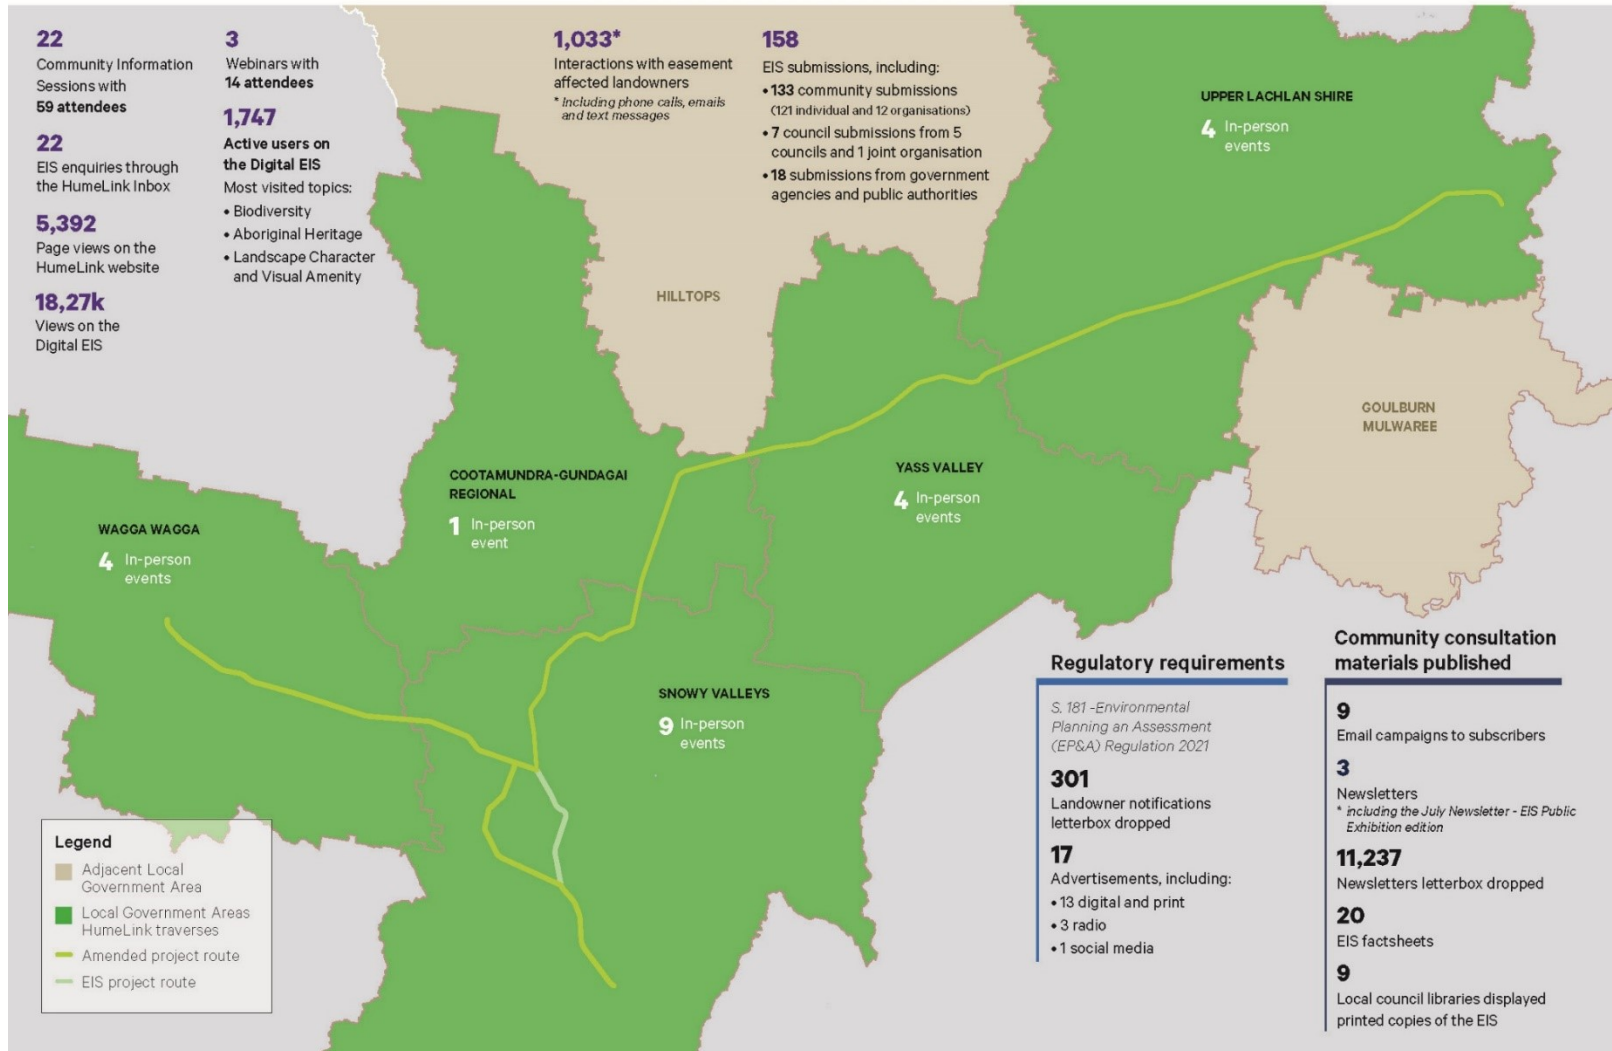 22
Community Information
Sessions with
59 attendees
22
EIS enquiries through
the HumeLink Inbox
5,392
Page views on the
HumeLink website
18,27k
Views on the
Digital EIS
3
Webinars with
14 attendees
1,747
Active users on
the Digital EIS
Most visited topics:
• Biodiversity
• Aboriginal Heritage
• Landscape Character
and Visual Amenity
1,033*
Interactions with easement
affected landowners
* Including phone calls, emails
and text messages
158
EIS submissions, including:
• 133 community submissions
(121 individual and 12 organisations)
• 7 council submissions from 5
councils and 1 joint organisation
• 18 submissions from government
agencies and public authorities
UPPER LACHLAN SHIRE
4 In-person
events
HILLTOPS
GOULBURN
MULWAREE
COOTAMUNDRA-GUNDAGAI
REGIONAL
1 In-person
event
YASS VALLEY
4 In-person
events
WAGGA WAGGA
4 In-person
events
SNOWY VALLEYS
9 In-person
events
Legend
Adjacent Local
Government Area
Local Government Areas
HumeLink traverses
Amended project route
EIS project route
Regulatory requirements
S. 181 -Environmental
Planning an Assessment
(EP&A) Regulation 2021
301
Landowner notifications
letterbox dropped
17
Advertisements, including:
• 13 digital and print
• 3 radio
• 1 social media
Community consultation
materials published
9
Email campaigns to subscribers
3
Newsletters
* including the July Newsletter - EIS Public
Exhibition edition
11,237
Newsletters letterbox dropped
20
EIS factsheets
9
Local council libraries displayed
printed copies of the EIS